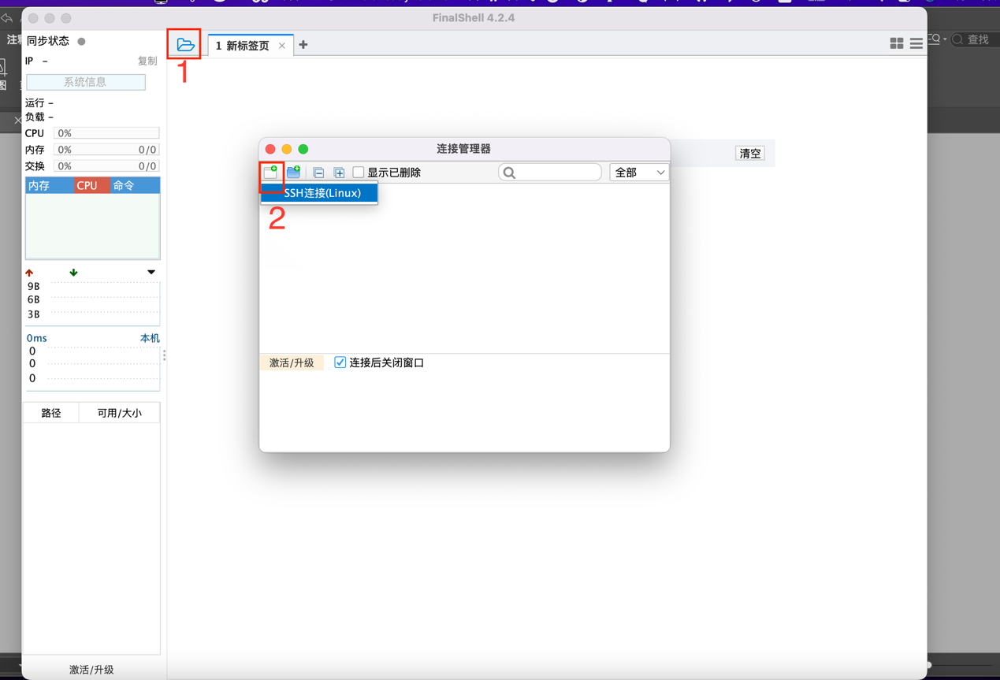 FinalShell 4.2.4
注
查找
同步状态
1 新标签页
IP –
复制
1
图
系统信息
运行 –
负载 –
CPU 0%
内存 0% 0/0
交换 0% 0/0
内存 CPU 命令
连接管理器
清空
显示已删除
全部
SSH连接(Linux)
2
9B
6B
3B
0ms 本机
0
0
0
激活/升级
连接后关闭窗口
路径 可用/大小
激活/升级